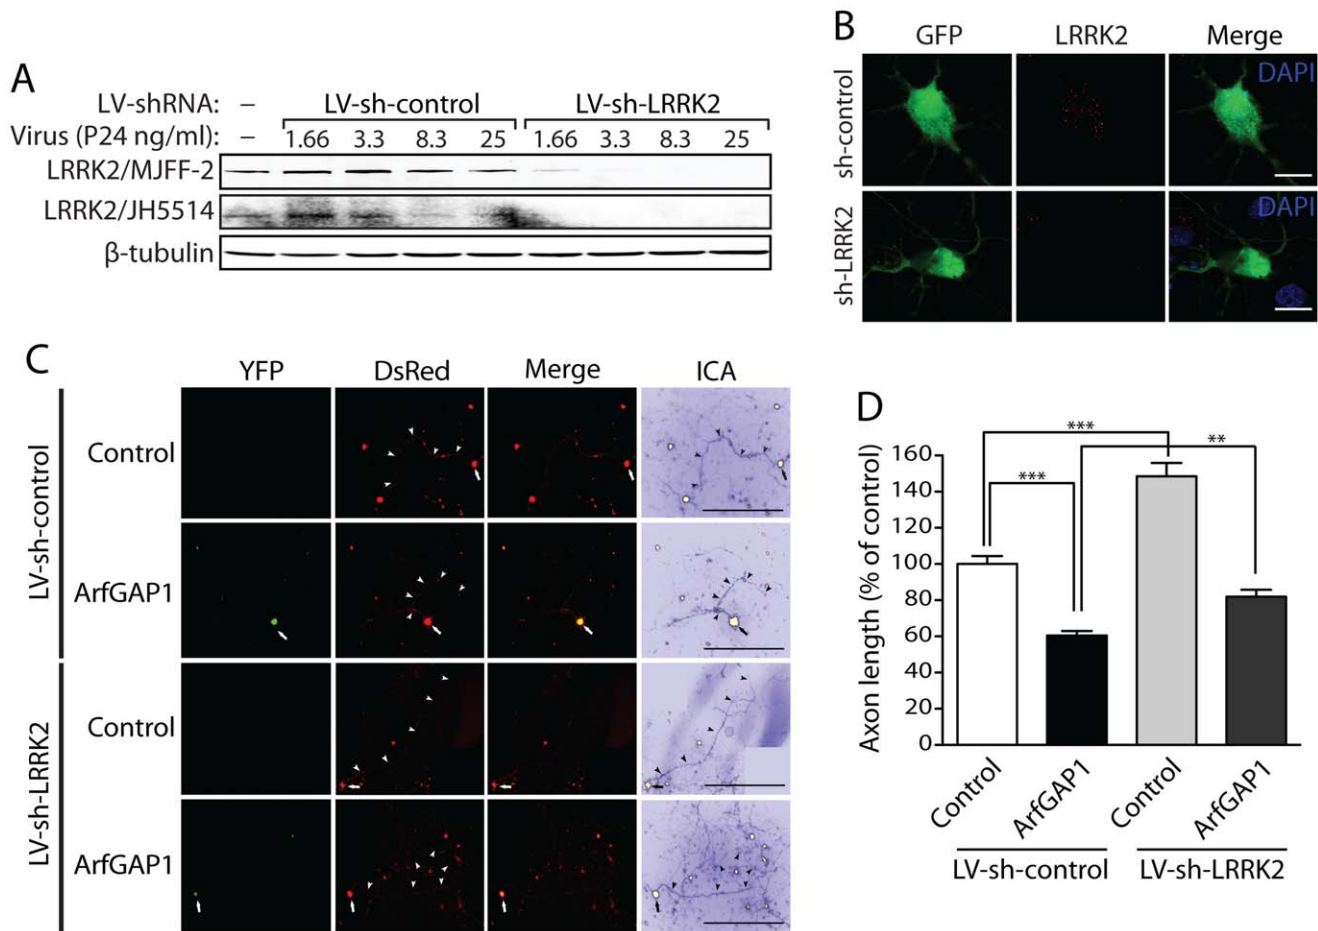 A
LV-shRNA: – LV-sh-control LV-sh-LRRK2
Virus (P24 ng/ml): – 1.66 3.3 8.3 25 1.66 3.3 8.3 25
LRRK2/MJFF-2
LRRK2/JH5514
β-tubulin
B
GFP LRRK2 Merge
sh-control
DAPI
sh-LRRK2
DAPI
C
YFP DsRed Merge ICA
LV-sh-control
Control
ArfGAP1
LV-sh-LRRK2
Control
ArfGAP1
D
Axon length (% of control)
160
140
120
100
80
60
40
20
0
*** **
***
Control ArfGAP1 Control ArfGAP1
LV-sh-control LV-sh-LRRK2